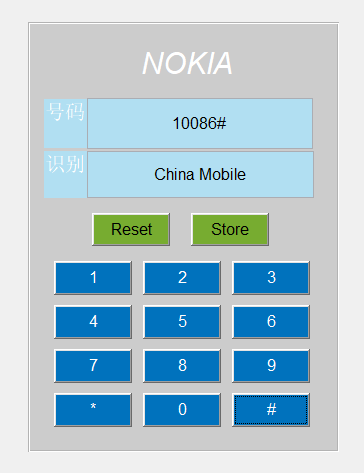 NOKIA
号码 10086#
识别 China Mobile
Reset Store
1 2 3
4 5 6
7 8 9
* 0 #